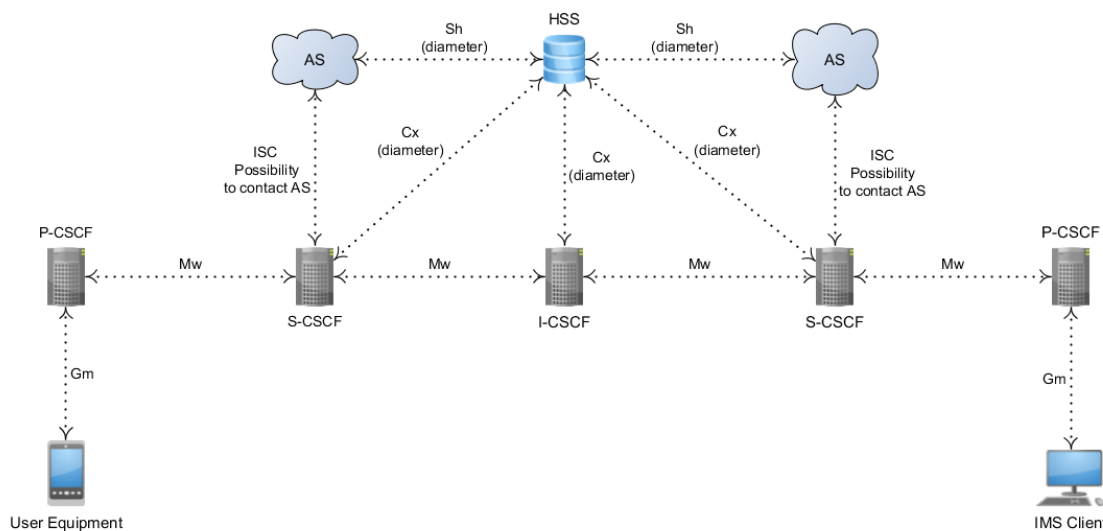 HSS
Sh
(diameter)
Sh
(diameter)
AS
AS
Cx
(diameter)
Cx
(diameter)
Cx
(diameter)
ISC
Possibility
to contact AS
ISC
Possibility
to contact AS
P-CSCF
P-CSCF
Mw
Mw
Mw
Mw
S-CSCF
I-CSCF
S-CSCF
Gm
Gm
User Equipment
IMS Client